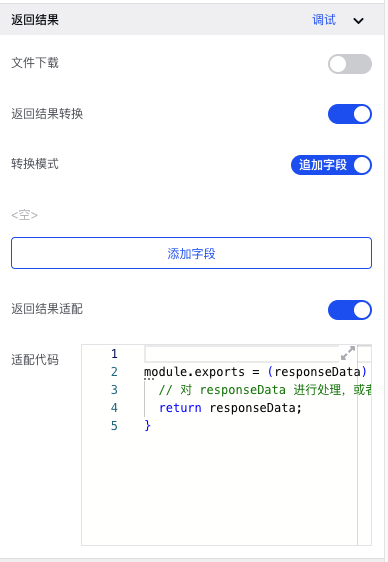 返回结果 调试
文件下载
返回结果转换
转换模式 追加字段
<空>
添加字段
返回结果适配
适配代码
1
2 module.exports = (responseData)
3 // 对 responseData 进行处理，或者
4 return responseData;
5 }